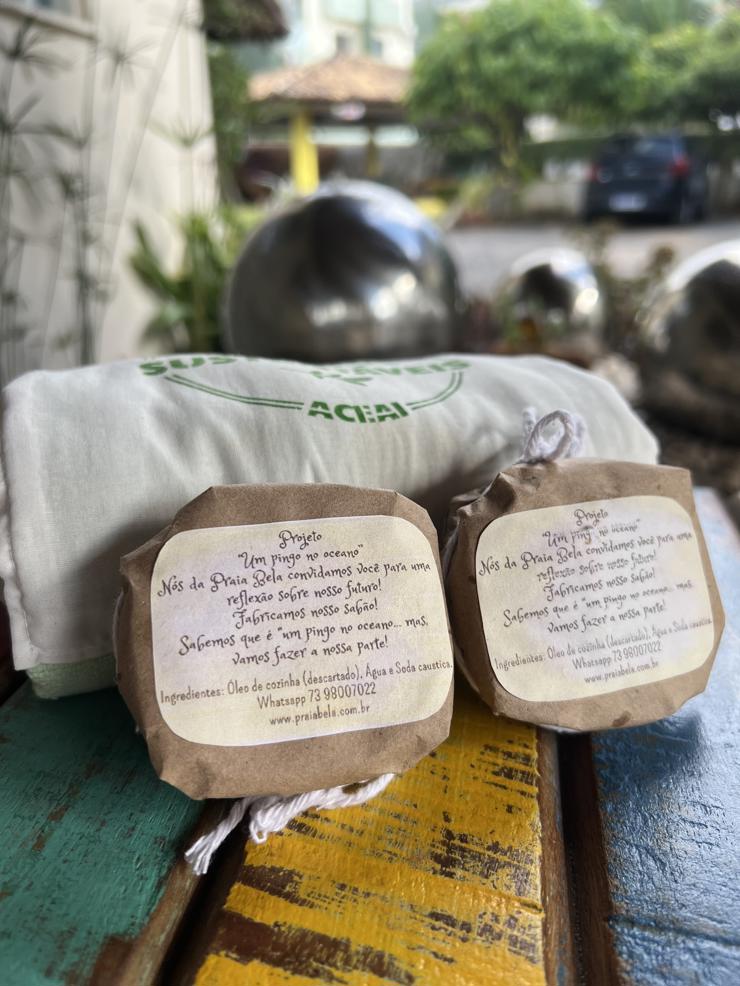 ACEAI
Projeto
"Um pingo no oceano"
Nós da Praia Bela convidamos você para uma
reflexão sobre nosso futuro!
Fabricamos nosso sabão!
Sabemos que é "um pingo no oceano... mas,
vamos fazer a nossa parte!
Ingredientes: Óleo de cozinha (descartado), Água e Soda caustica.
Whatsapp 73 98007022
www.praiabela.com.br
Projeto
"Um pingo no oceano"
Nós da Praia Bela convidamos você para uma
reflexão sobre nosso futuro!
Fabricamos nosso sabão!
Sabemos que é "um pingo no oceano... mas,
vamos fazer a nossa parte!
Ingredientes: Óleo de cozinha (descartado), Água e Soda caustica.
Whatsapp 73 98007022
www.praiabela.com.br